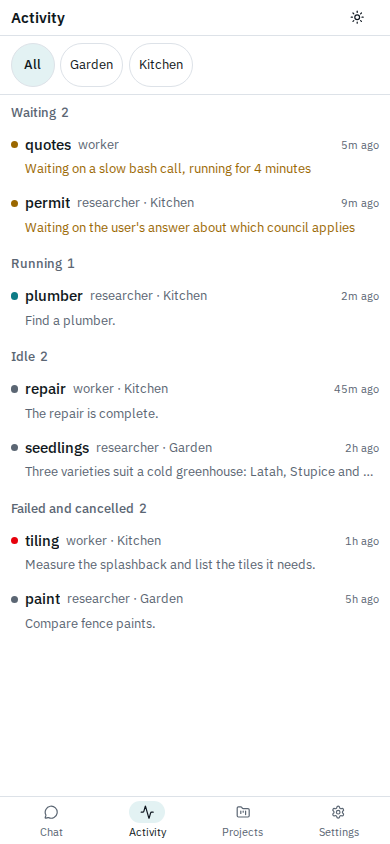 Activity
All
Garden
Kitchen
Waiting 2
quotes worker 5m ago
Waiting on a slow bash call, running for 4 minutes
permit researcher · Kitchen 9m ago
Waiting on the user's answer about which council applies
Running 1
plumber researcher · Kitchen 2m ago
Find a plumber.
Idle 2
repair worker · Kitchen 45m ago
The repair is complete.
seedlings researcher · Garden 2h ago
Three varieties suit a cold greenhouse: Latah, Stupice and ...
Failed and cancelled 2
tiling worker · Kitchen 1h ago
Measure the splashback and list the tiles it needs.
paint researcher · Garden 5h ago
Compare fence paints.
Chat
Activity
Projects
Settings